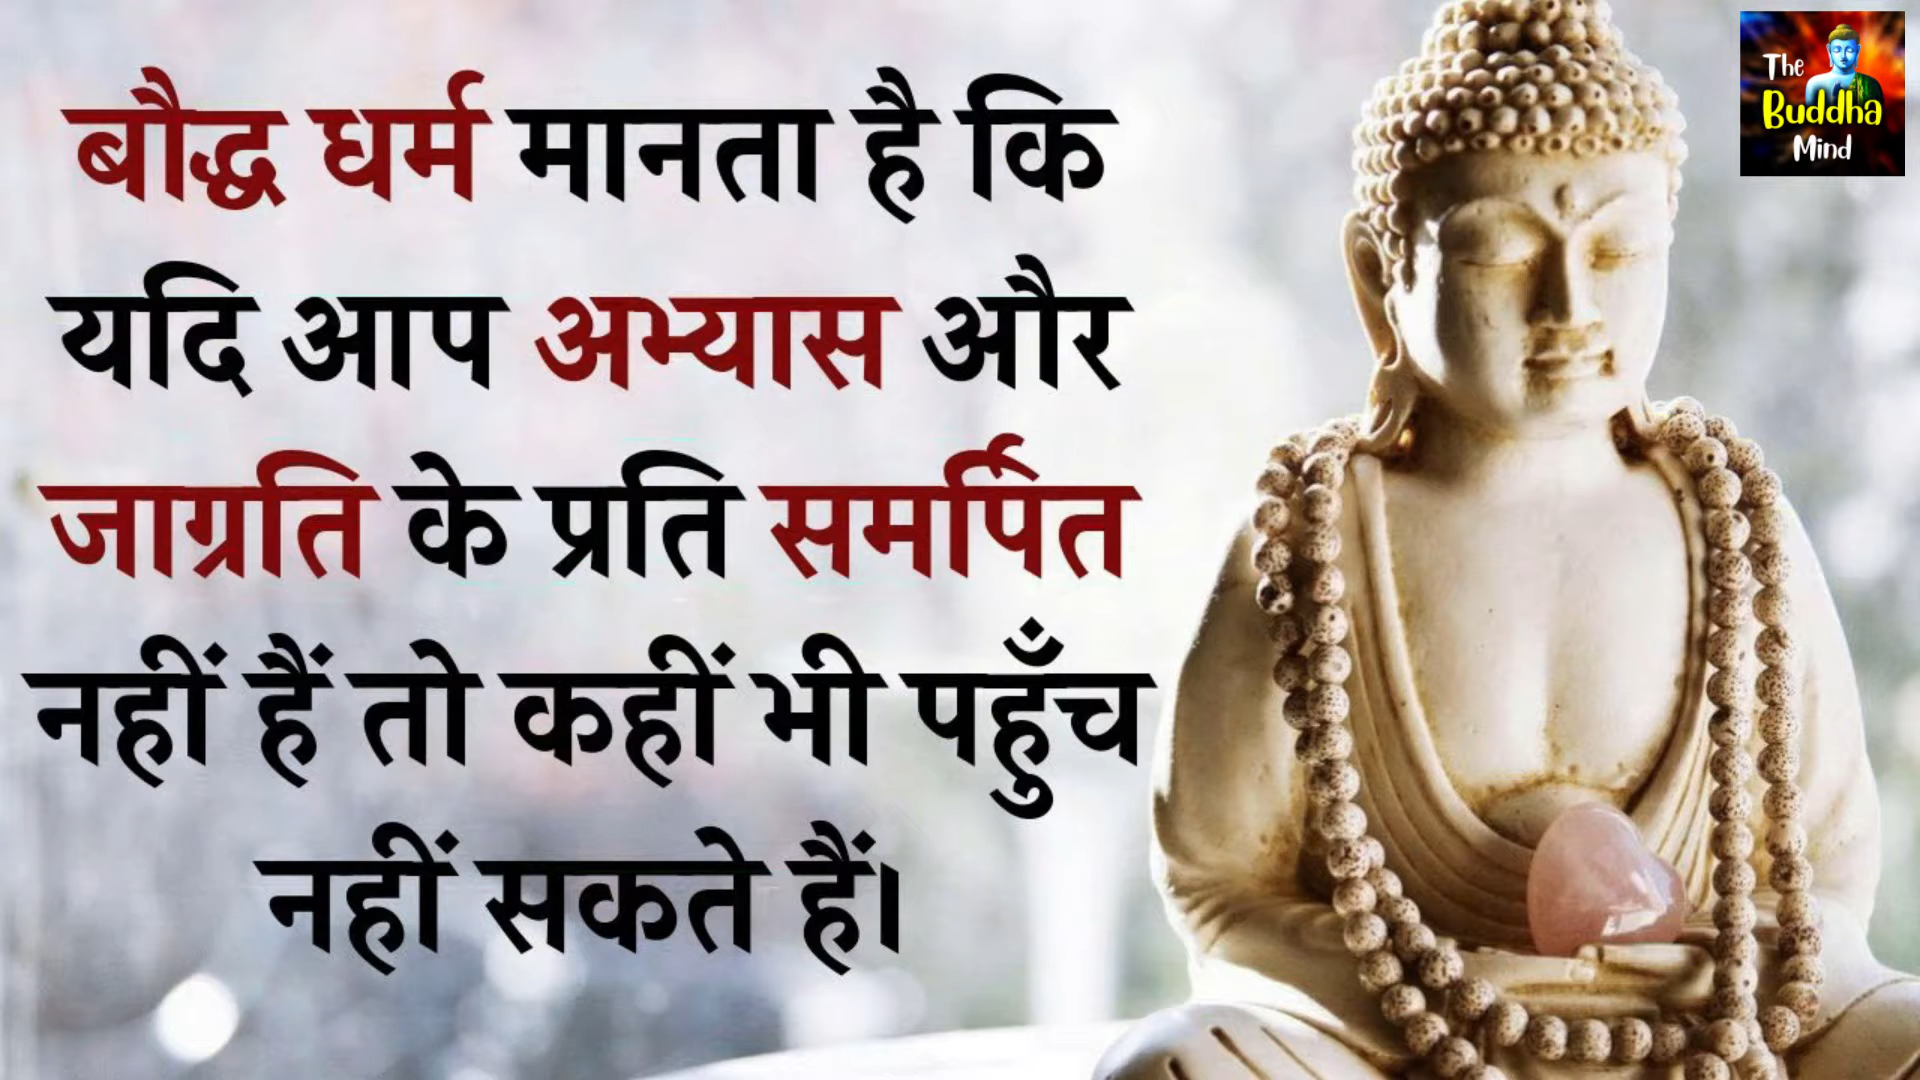 बौद्ध धर्म मानता है कि
यदि आप अभ्यास और
जाग्रति के प्रति समर्पित
नहीं हैं तो कहीं भी पहुँच
नहीं सकते हैं।
The
Buddha
Mind